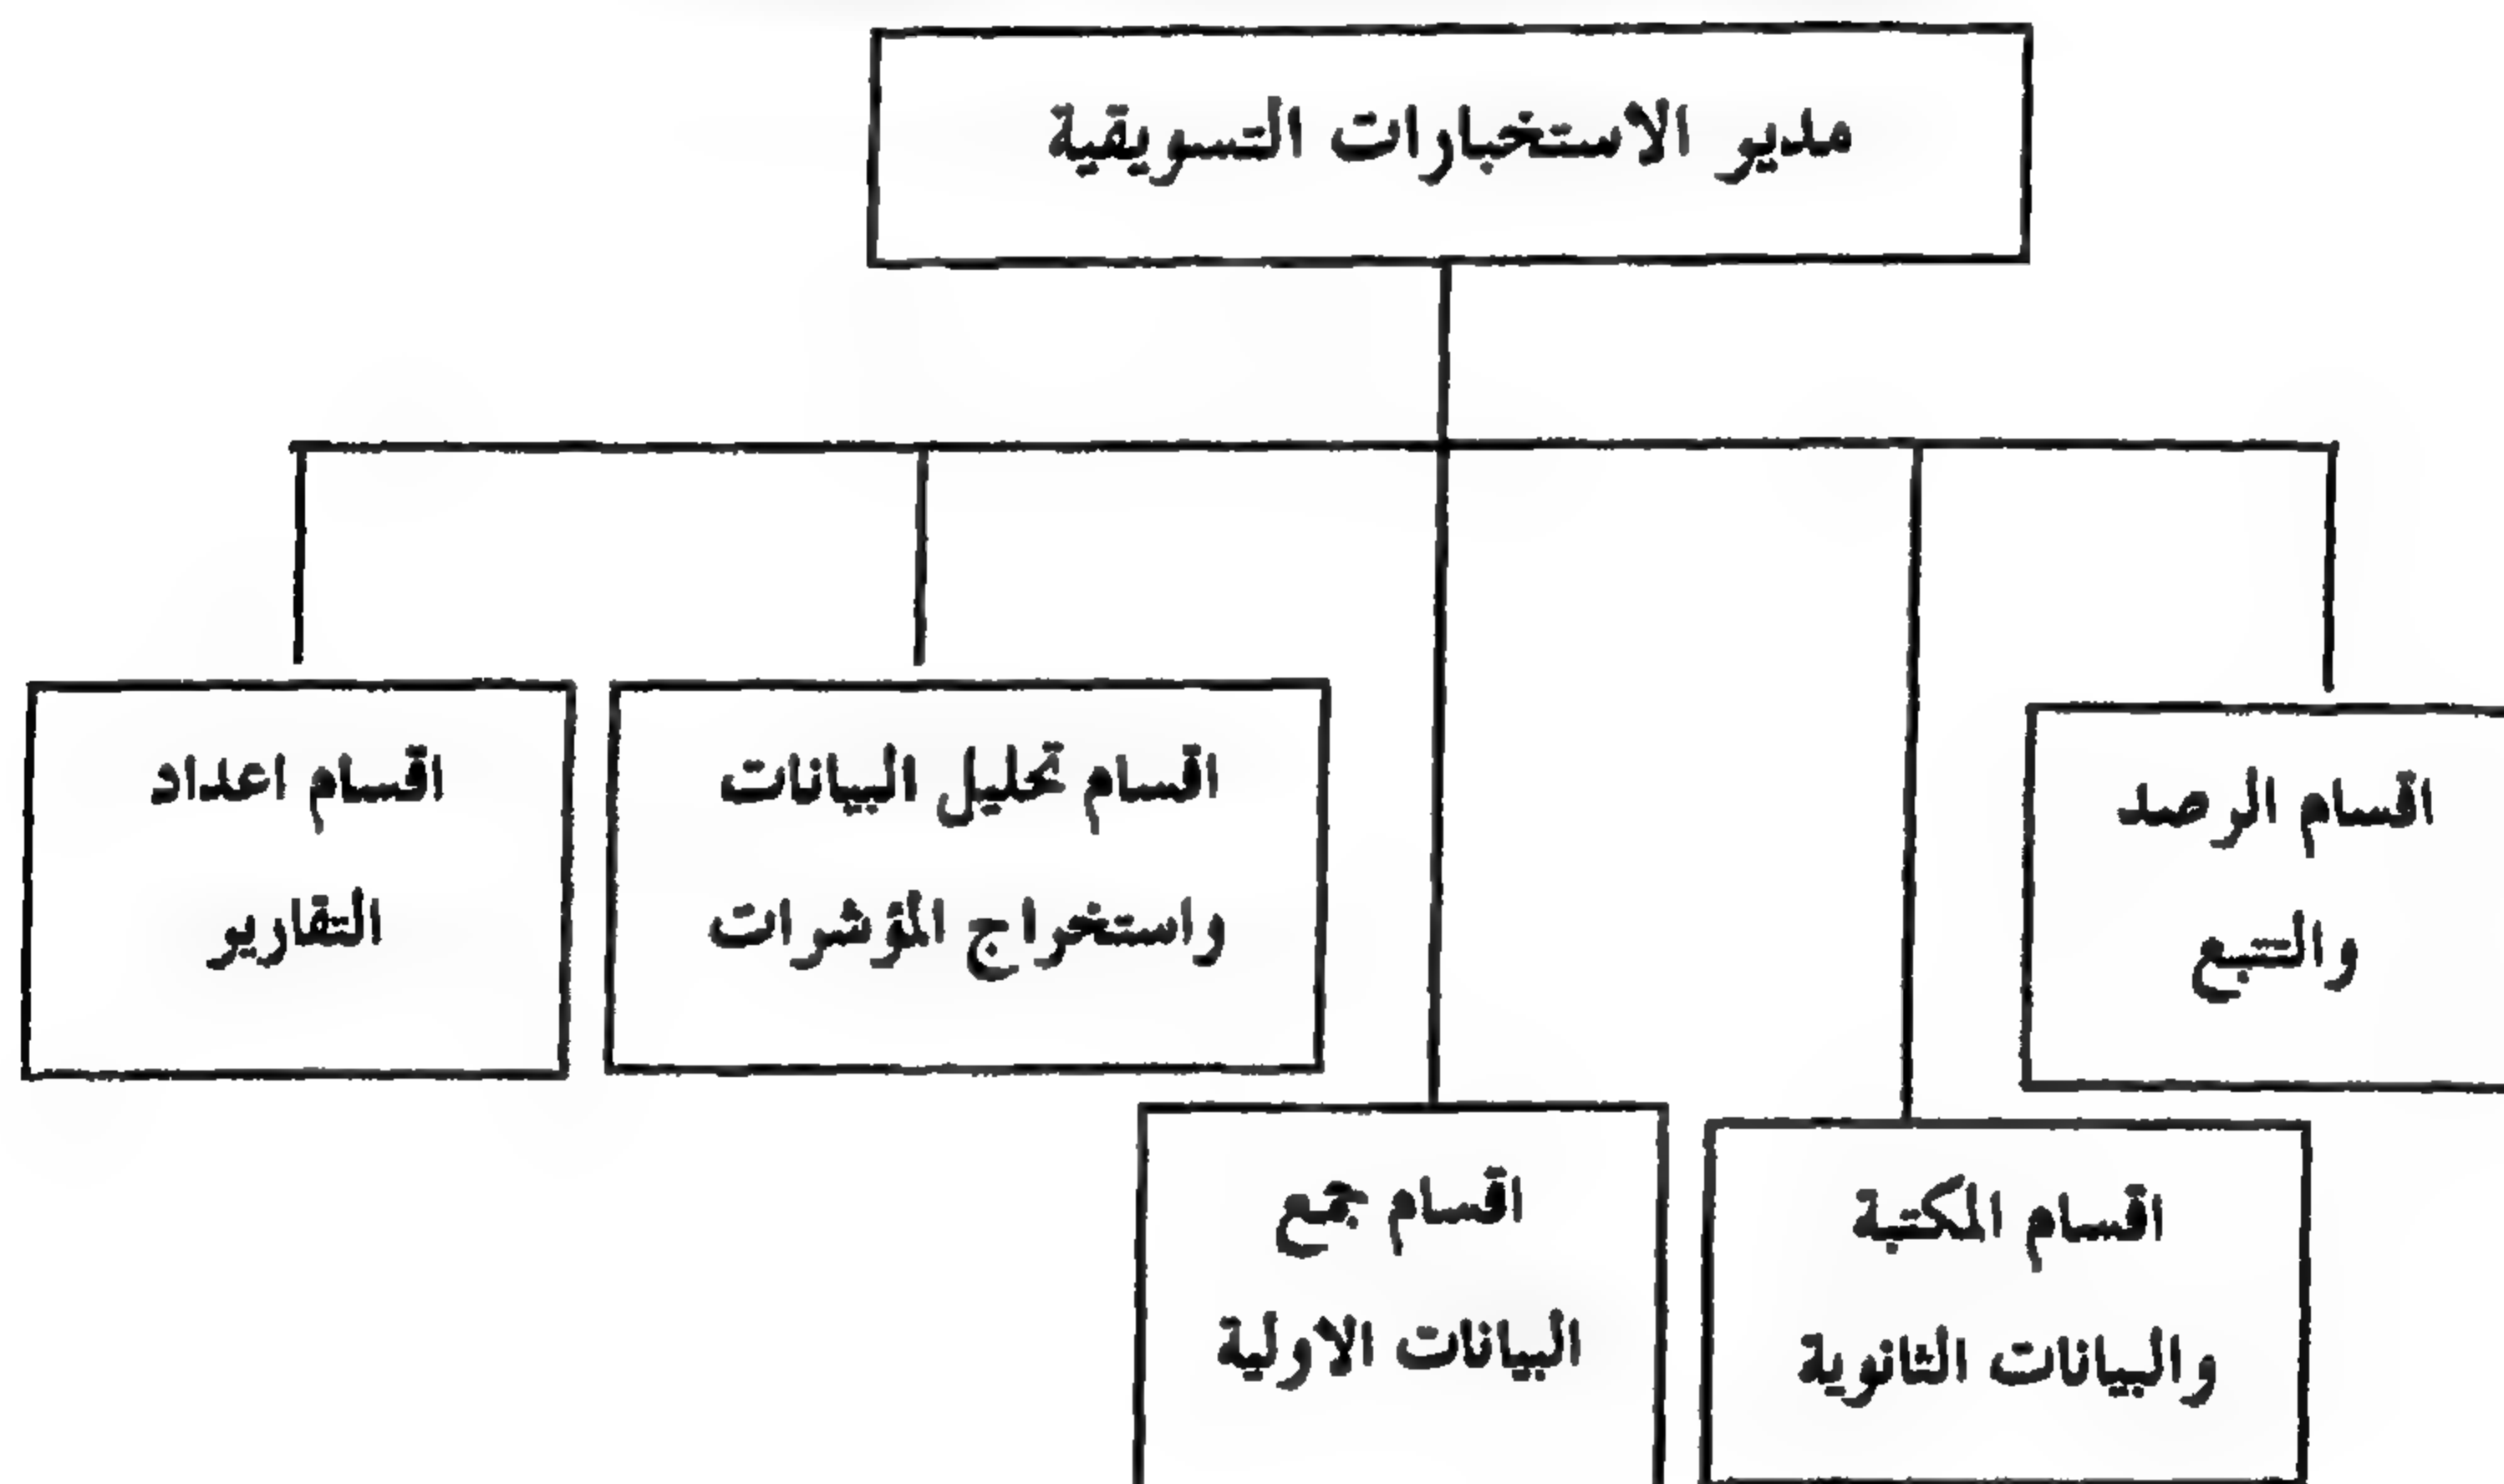 مدير الاستخبارات التسويقية
اقسام الرصد
والتتبع
اقسام تحليل البيانات
واستخراج المؤشرات
اقسام اعداد
التقارير
اقسام المكتبة
والبيانات الثانوية
اقسام جمع
البيانات الاولية